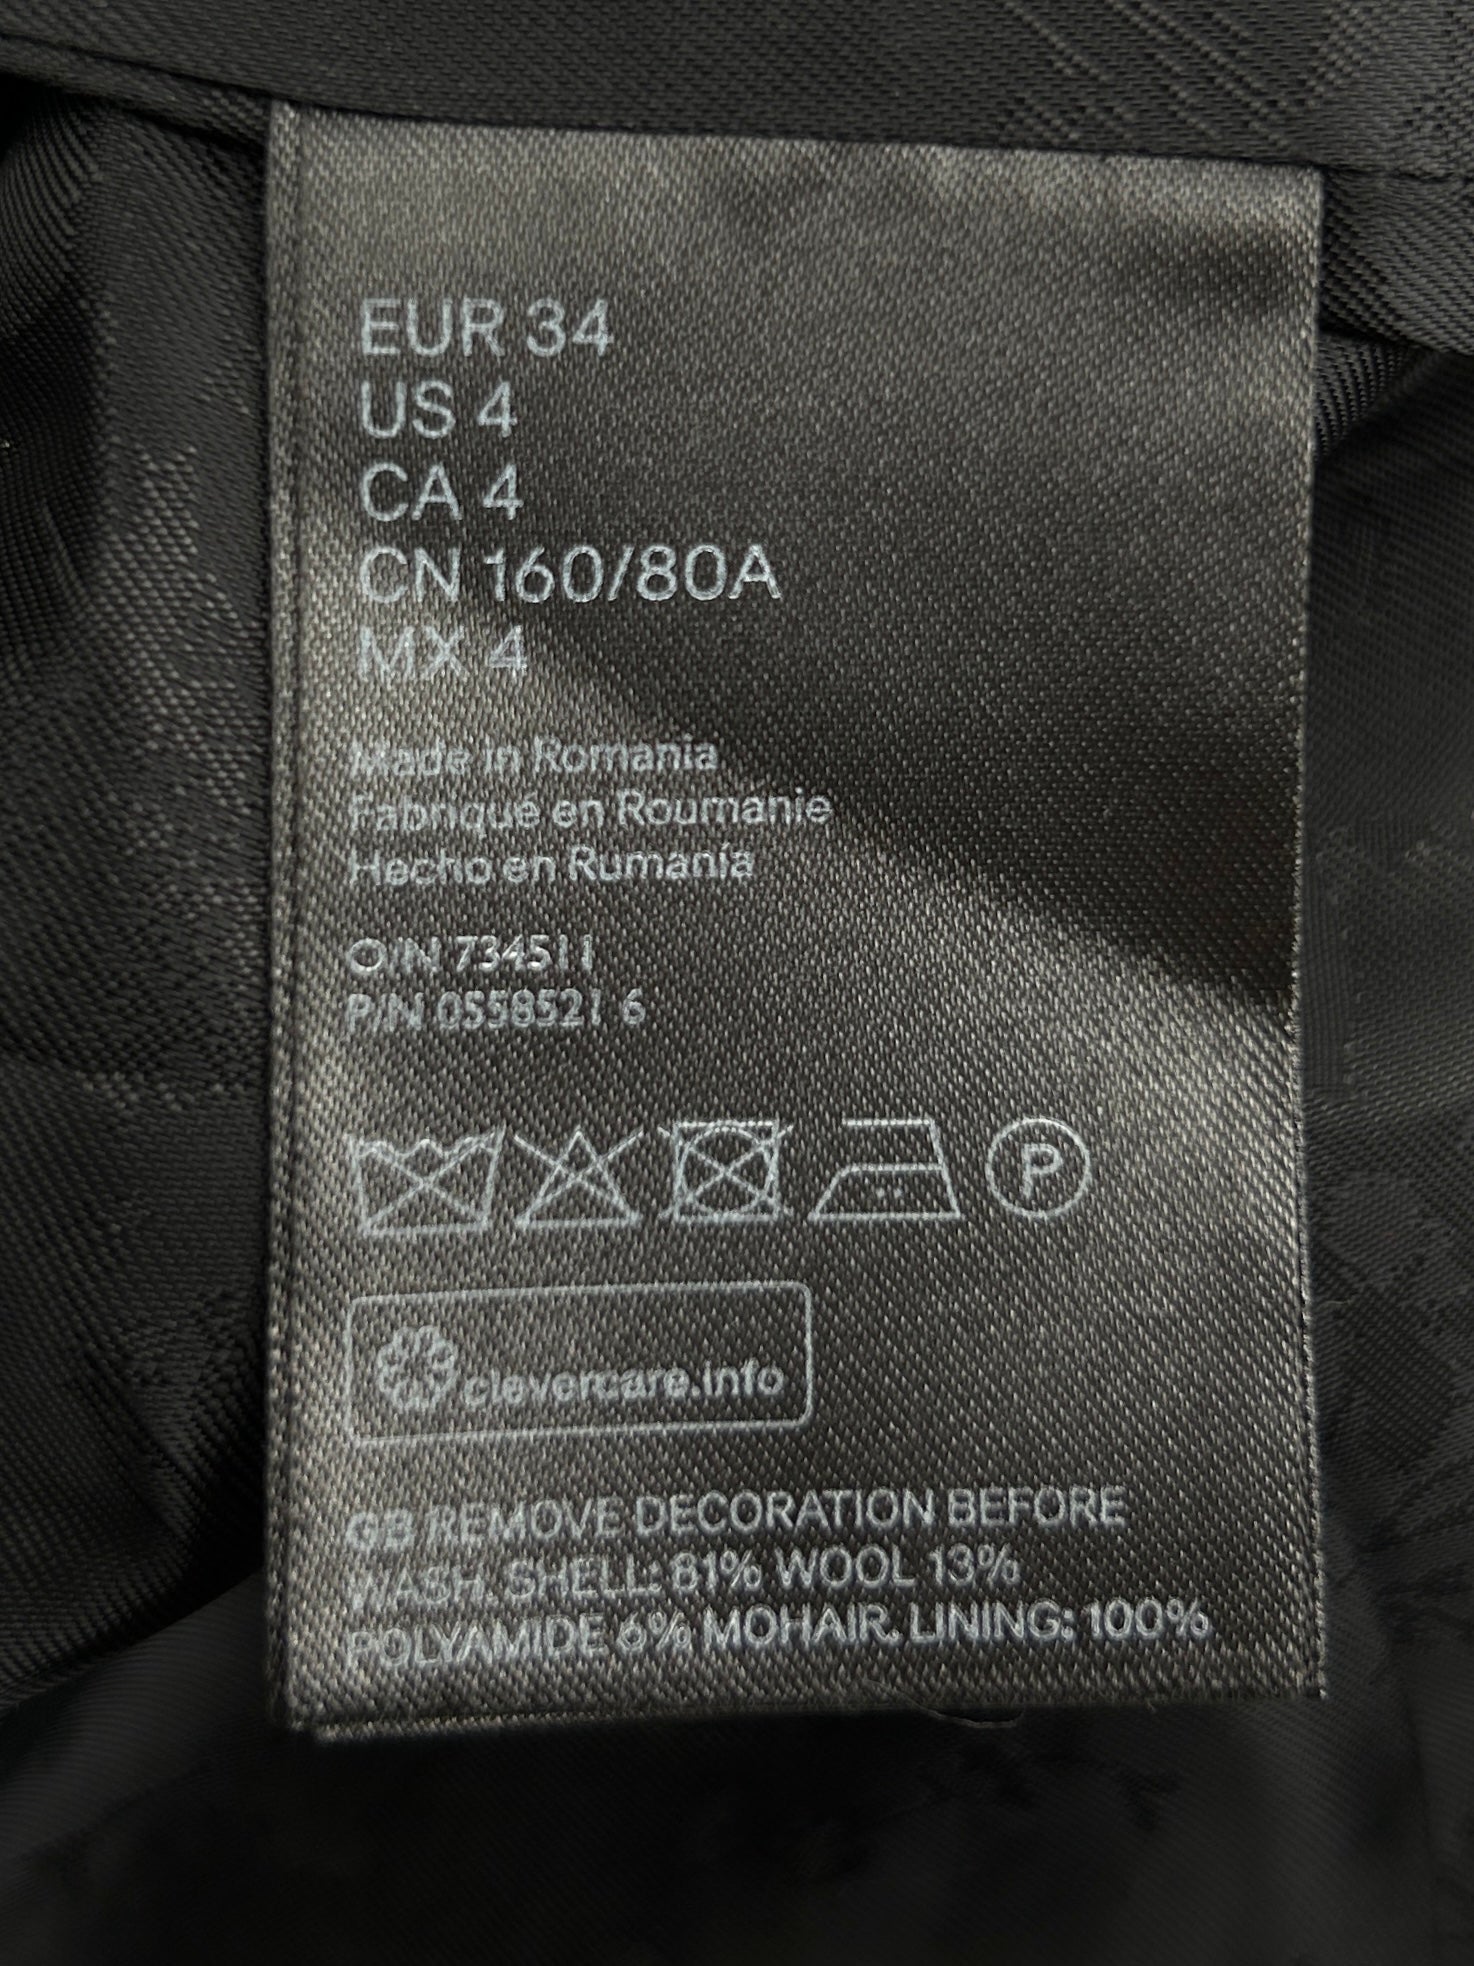 EUR 34
US 4
CA 4
CN 160/80A
MX 4
Made in Romania
Fabriqué en Roumanie
Hecho en Rumanía
OIN 734511
P/N 0558521 6
P
clevercare.info
GB REMOVE DECORATION BEFORE
WASH. SHELL: 81% WOOL 13%
POLYAMIDE 6% MOHAIR. LINING: 100%